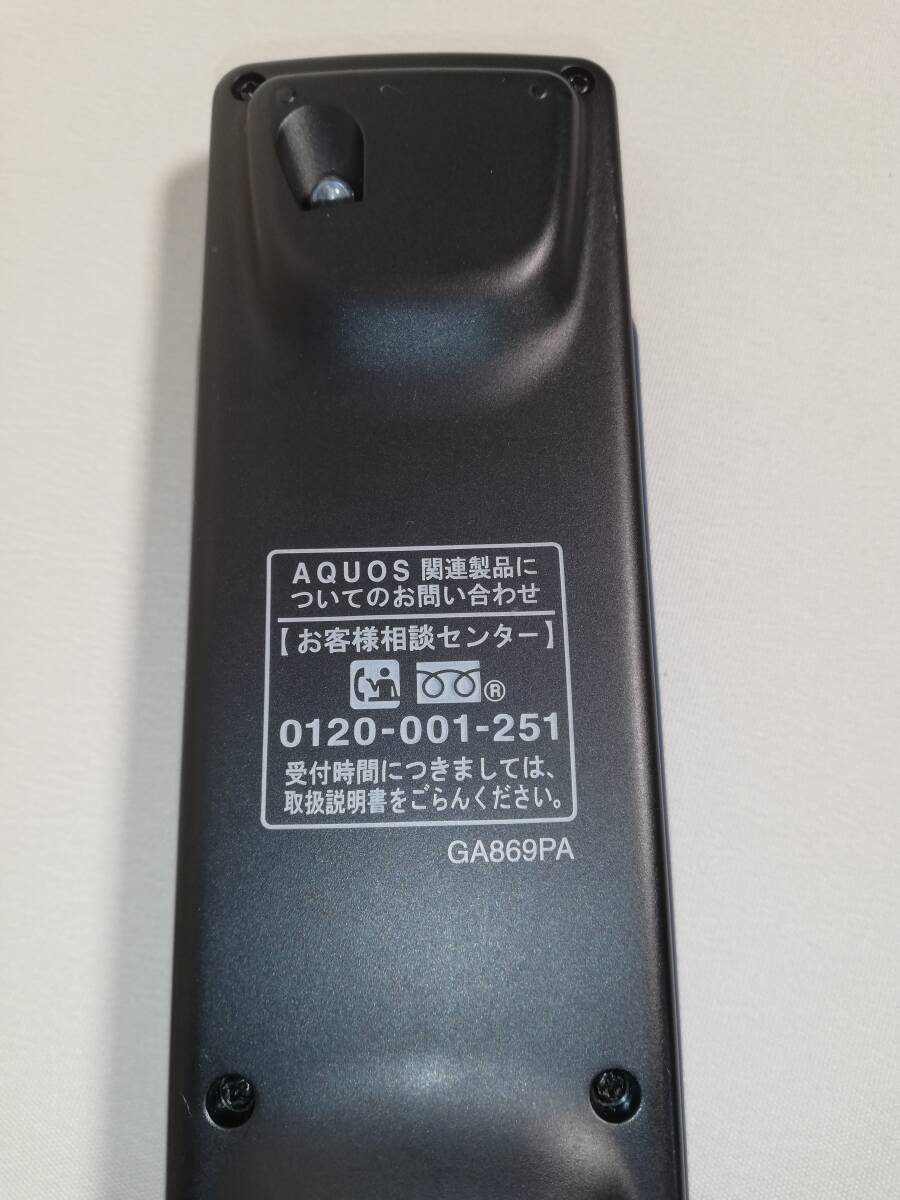 AQUOS 関連製品に
ついてのお問い合わせ
【お客様相談センター】
®
0120-001-251
受付時間につきましては、
取扱説明書をごらんください。
GA869PA